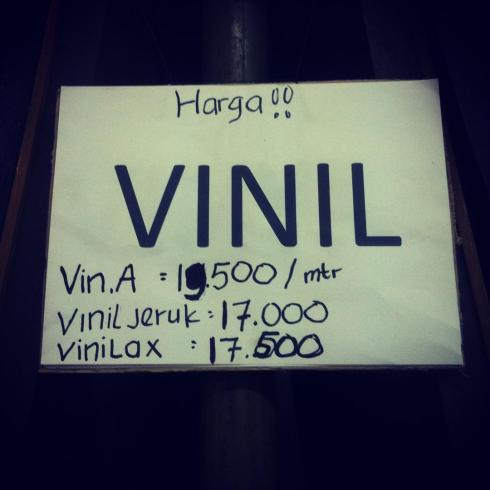 Harga!!
VINIL
Vin.A : 19.500 / mtr
Vinil Jeruk : 17.000
ViniLax : 17.500